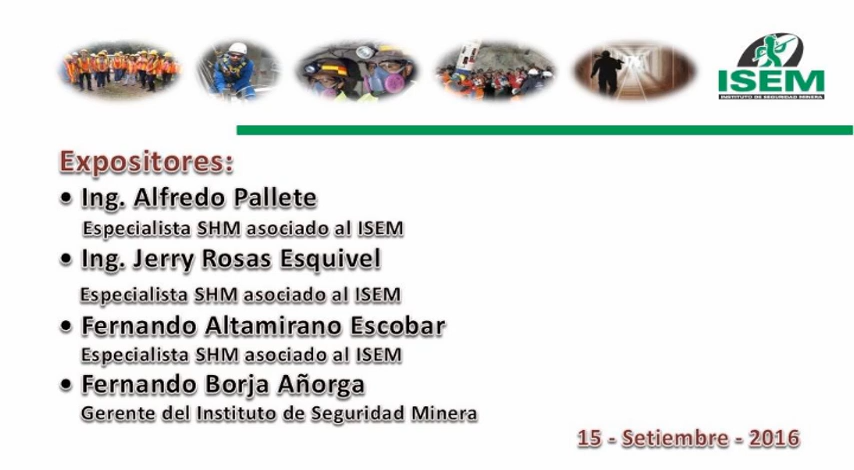 ISEM
INSTITUTO DE SEGURIDAD MINERA
Expositores:
• Ing. Alfredo Pallete
Especialista SHM asociado al ISEM
• Ing. Jerry Rosas Esquivel
Especialista SHM asociado al ISEM
• Fernando Altamirano Escobar
Especialista SHM asociado al ISEM
• Fernando Borja Añorga
Gerente del Instituto de Seguridad Minera
15 - Setiembre - 2016